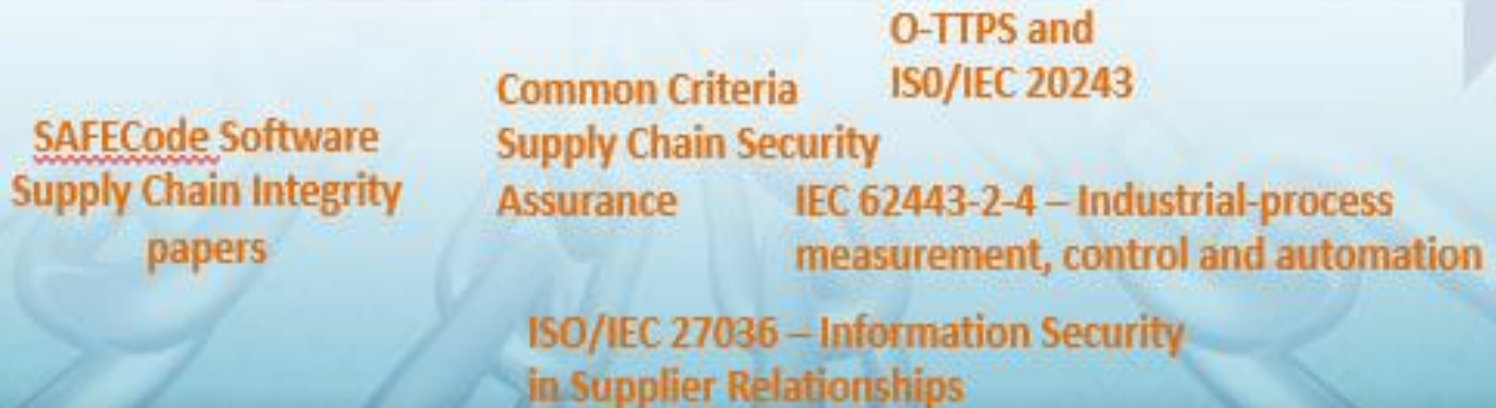 O-TTPS and
IS0/IEC 20243
Common Criteria
Supply Chain Security
Assurance
SAFECode Software
Supply Chain Integrity
papers
IEC 62443-2-4 – Industrial-process
measurement, control and automation
ISO/IEC 27036 – Information Security
in Supplier Relationships